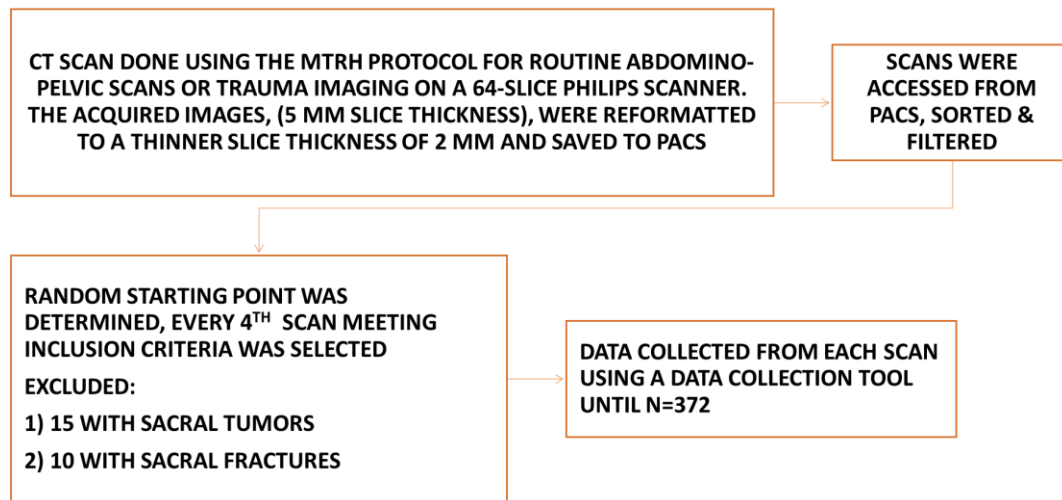 CT SCAN DONE USING THE MTRH PROTOCOL FOR ROUTINE ABDOMINO-
PELVIC SCANS OR TRAUMA IMAGING ON A 64-SLICE PHILIPS SCANNER.
THE ACQUIRED IMAGES, (5 MM SLICE THICKNESS), WERE REFORMATTED
TO A THINNER SLICE THICKNESS OF 2 MM AND SAVED TO PACS
SCANS WERE
ACCESSED FROM
PACS, SORTED &
FILTERED
RANDOM STARTING POINT WAS
DETERMINED, EVERY 4TH SCAN MEETING
INCLUSION CRITERIA WAS SELECTED
EXCLUDED:
1) 15 WITH SACRAL TUMORS
2) 10 WITH SACRAL FRACTURES
DATA COLLECTED FROM EACH SCAN
USING A DATA COLLECTION TOOL
UNTIL N=372